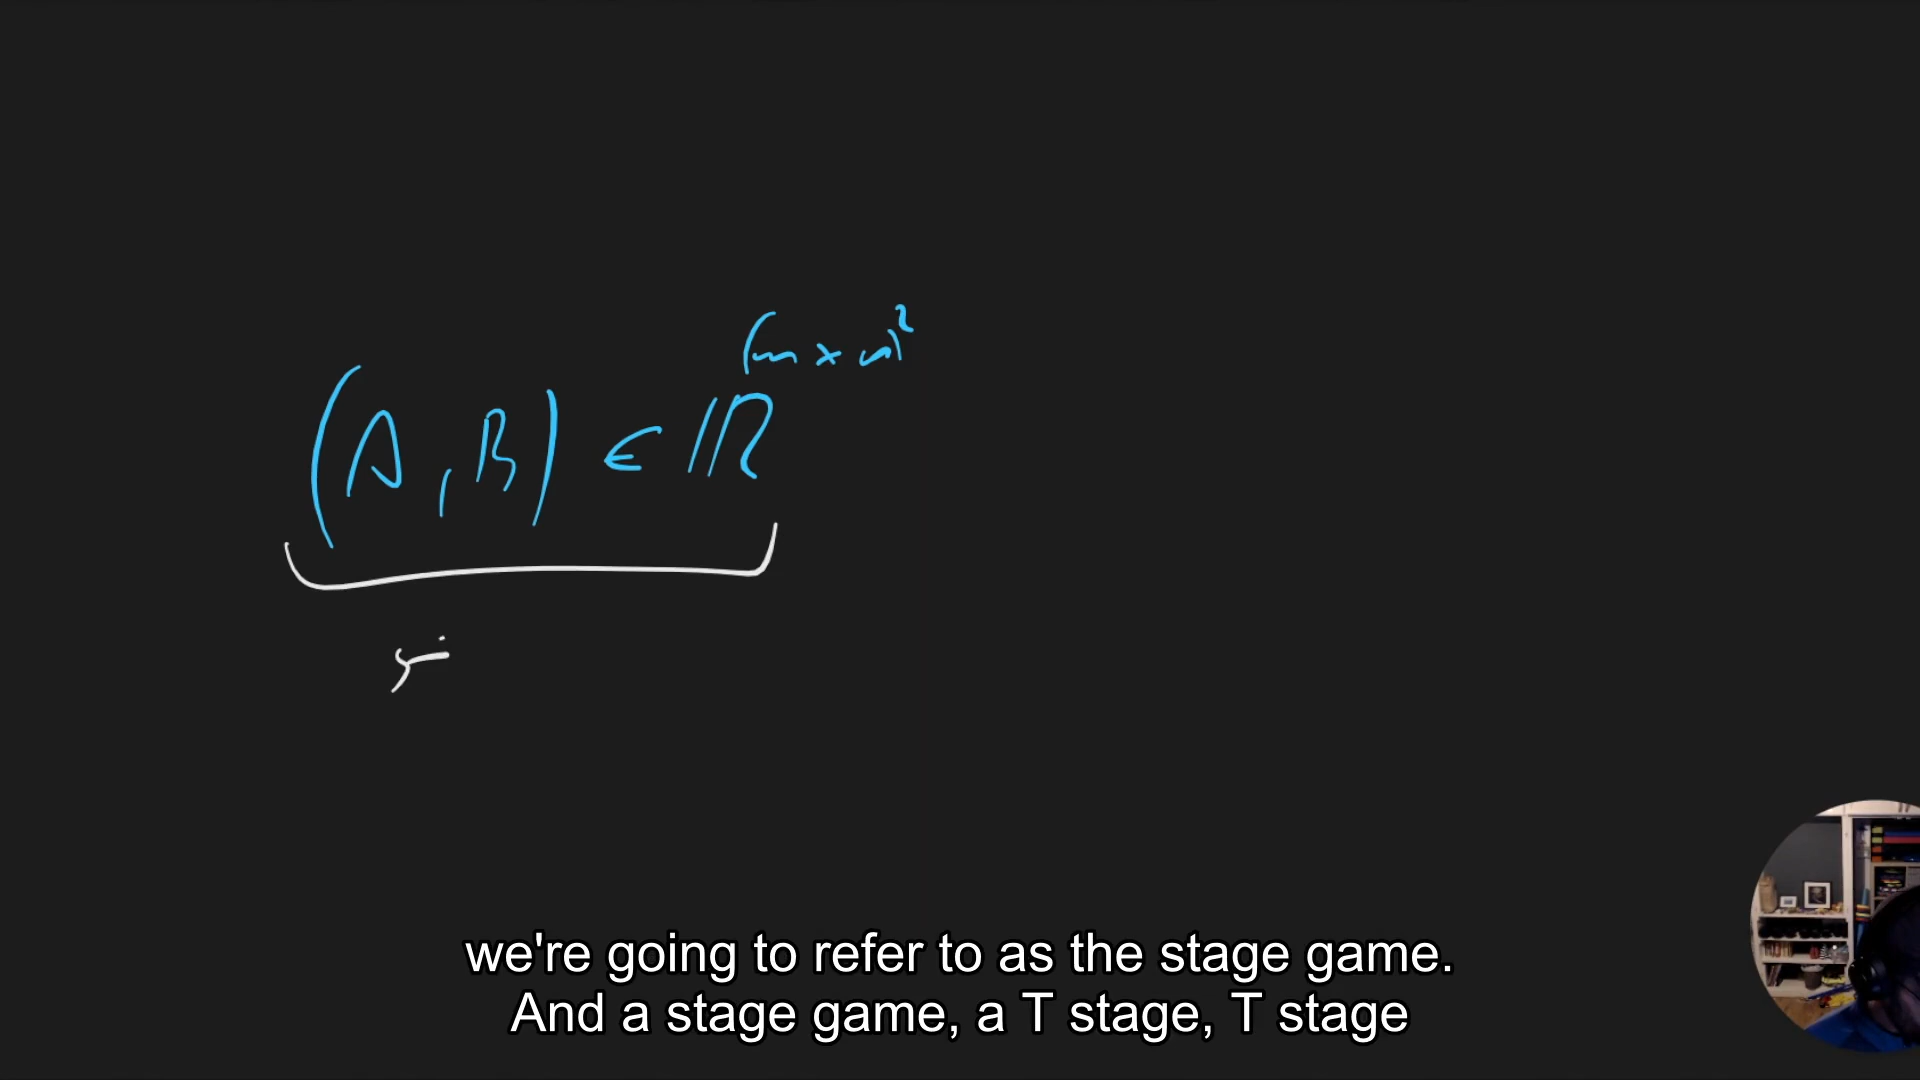 (A, B) ∈ ℝ^(m × n)²
we're going to refer to as the stage game.
And a stage game, a T stage, T stage